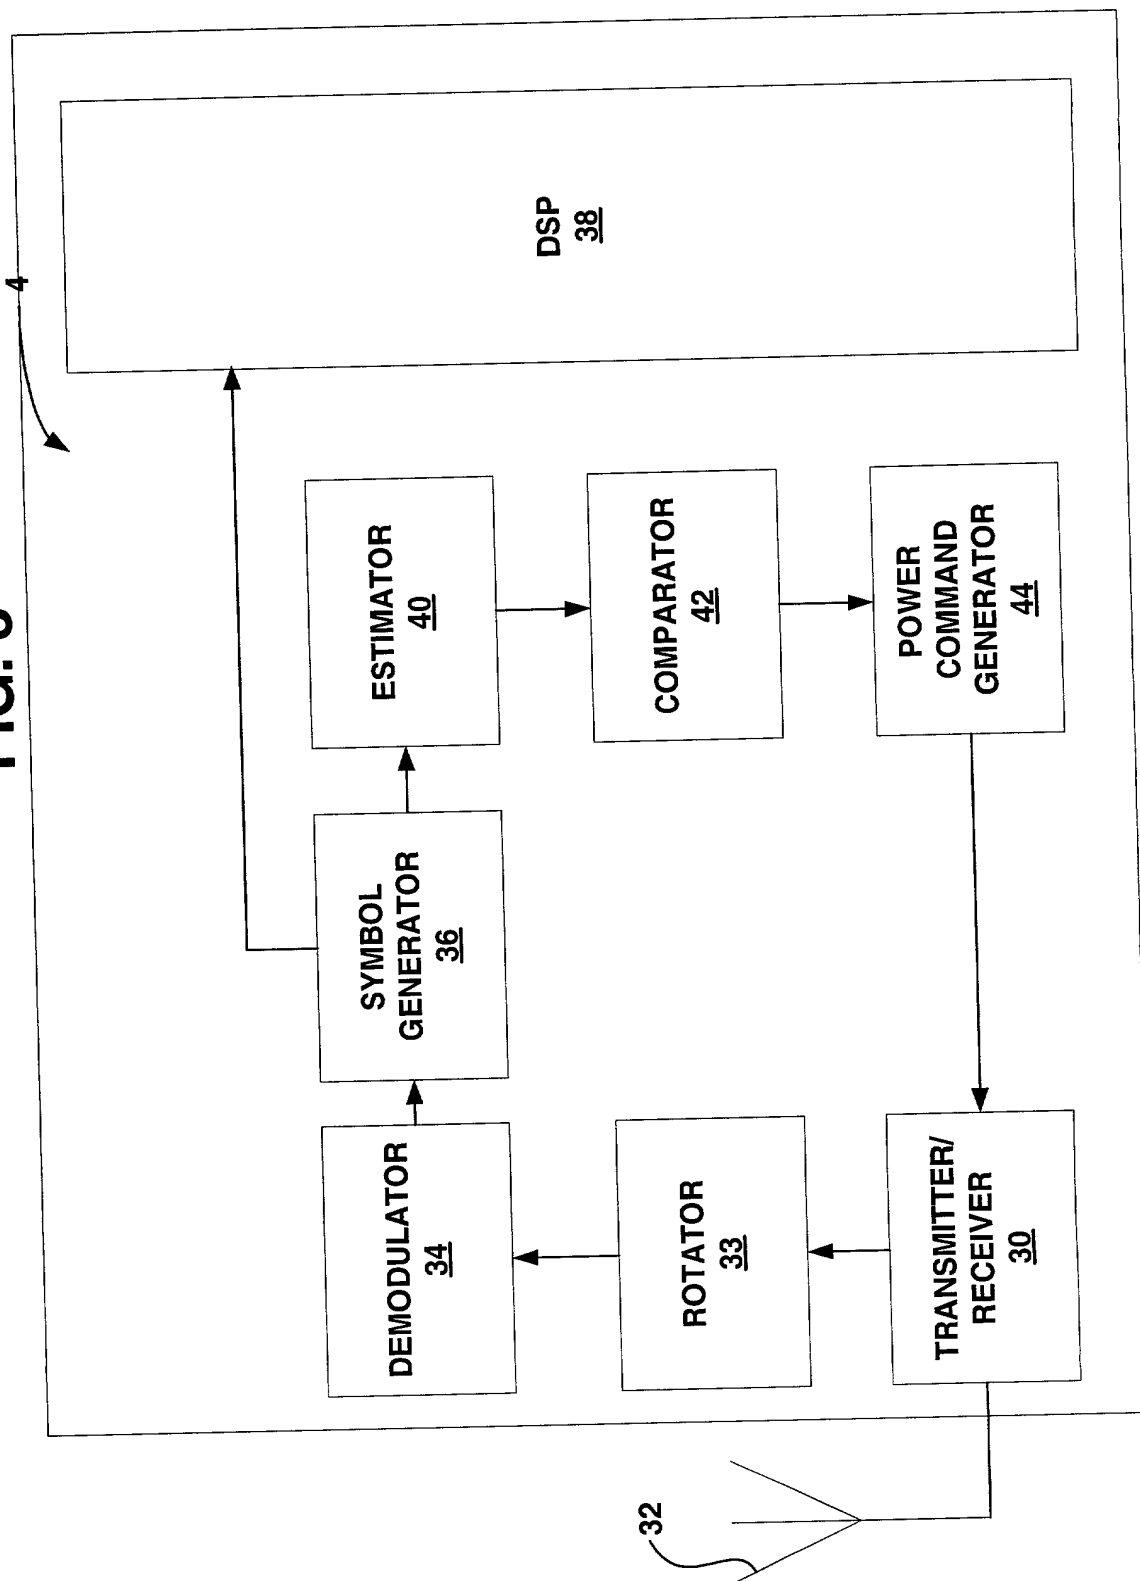 FIG.
4
DEMODULATOR
34
SYMBOL
GENERATOR
36
ESTIMATOR
40
DSP
38
32
ROTATOR
33
COMPARATOR
42
TRANSMITTER/
RECEIVER
30
POWER
COMMAND
GENERATOR
44